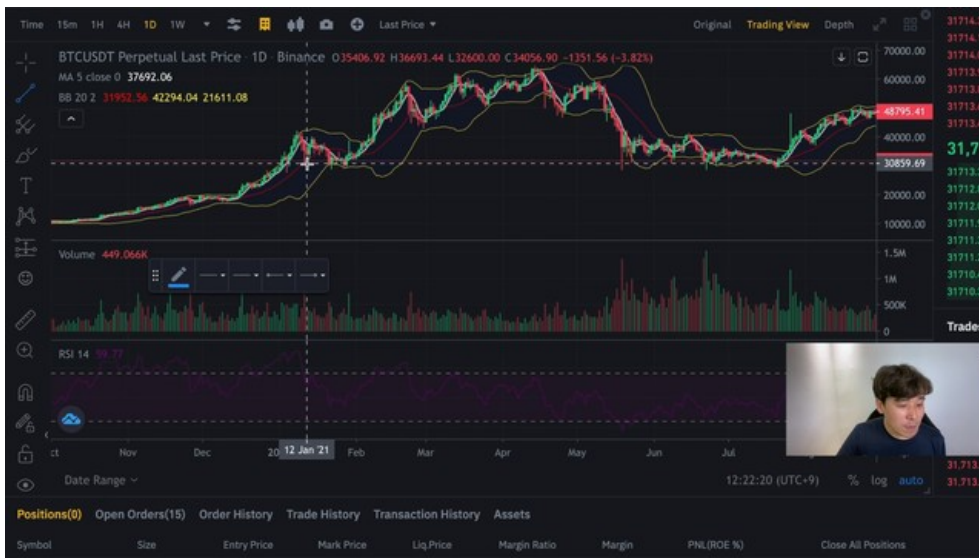 Time 15m 1H 4H 1D 1W Last Price Original Trading View Depth
BTCUSDT Perpetual Last Price · 1D · Binance O35406.92 H36693.44 L32600.00 C34056.90 −1351.56 (−3.82%)
MA 5 close 0 37692.06
BB 20 2 31952.56 42294.04 21611.08
70000.00
60000.00
48795.41
40000.00
30859.69
20000.00
10000.00
Volume 449.066K
1.5M
1M
500K
0
RSI 14 59.77
Nov Dec 20 12 Jan '21 Feb Mar Apr May Jun Jul
Date Range 12:22:20 (UTC+9) % log auto
Positions(0) Open Orders(15) Order History Trade History Transaction History Assets
Symbol Size Entry Price Mark Price Liq.Price Margin Ratio Margin PNL(ROE %) Close All Positions
31,7